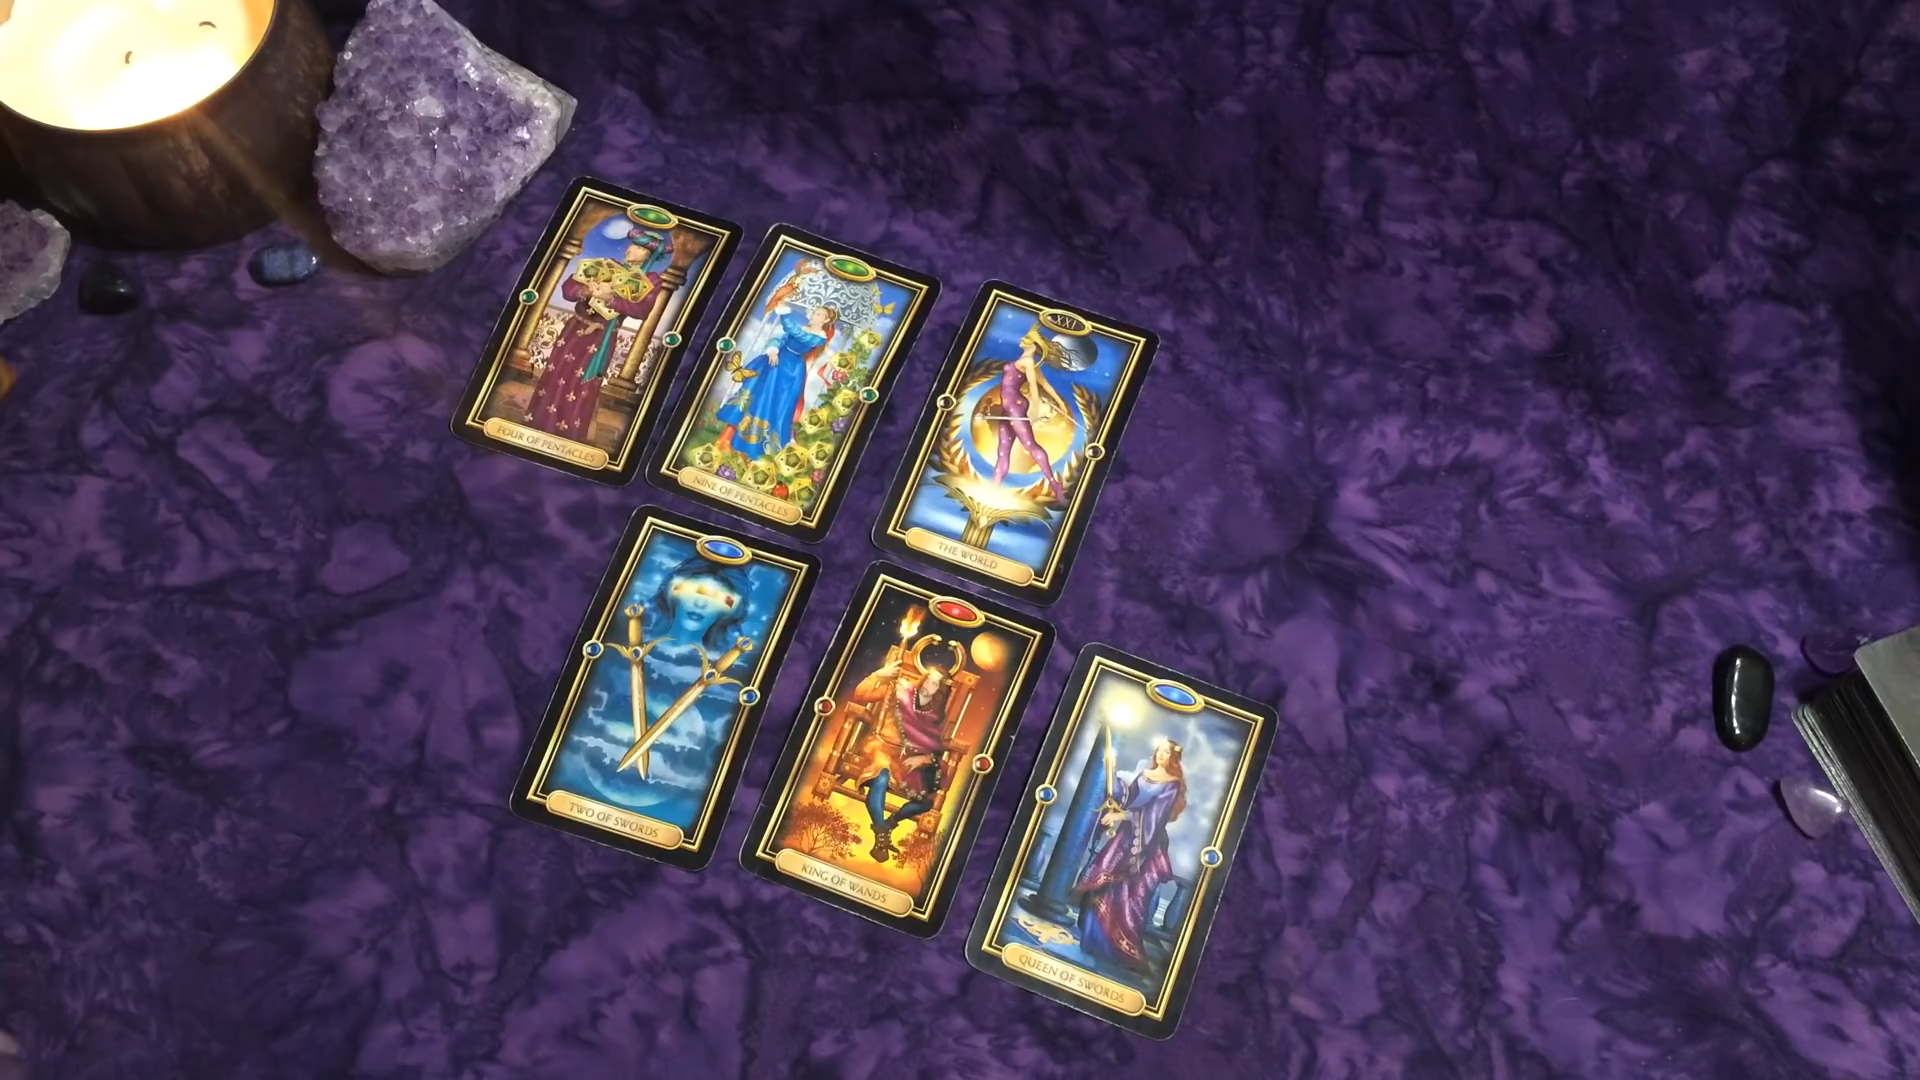 FOUR OF PENTACLES
NINE OF PENTACLES
XXI
THE WORLD
TWO OF SWORDS
KING OF WANDS
QUEEN OF SWORDS